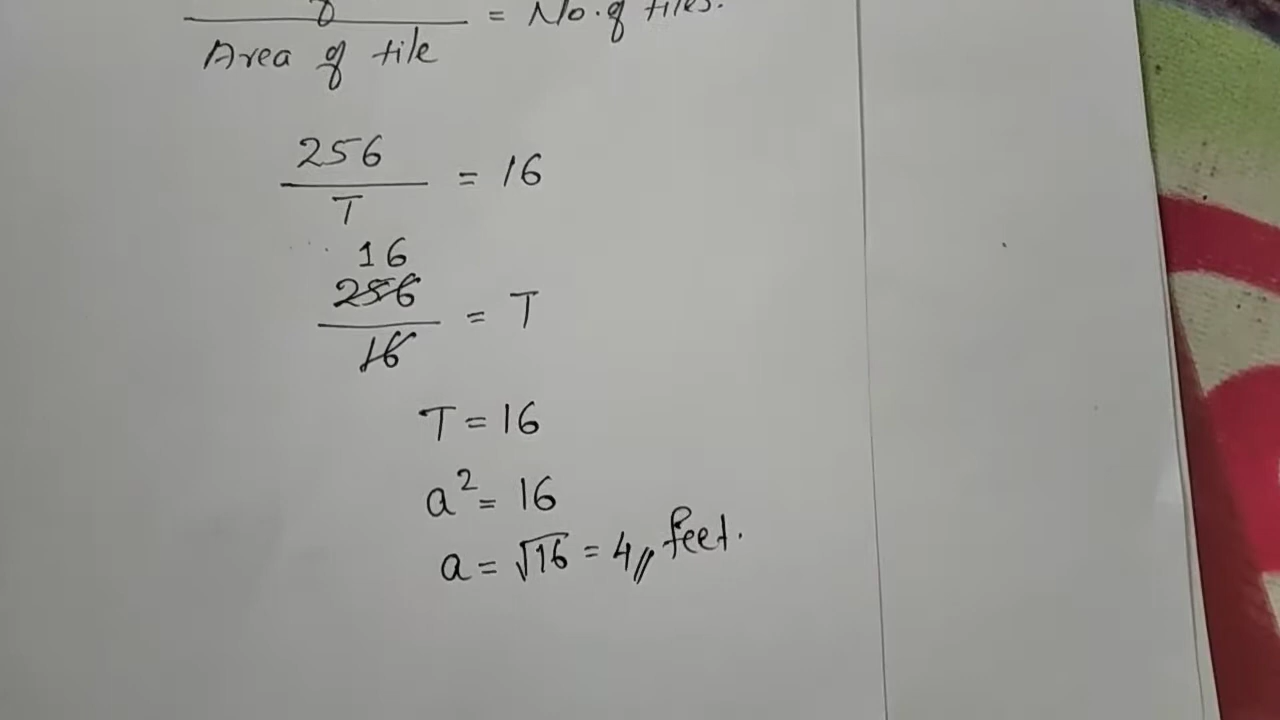 = No. of tiles.
Area of tile
256
= 16
T
16
256
= T
16
T = 16
a² = 16
a = √16 = 4 feet.